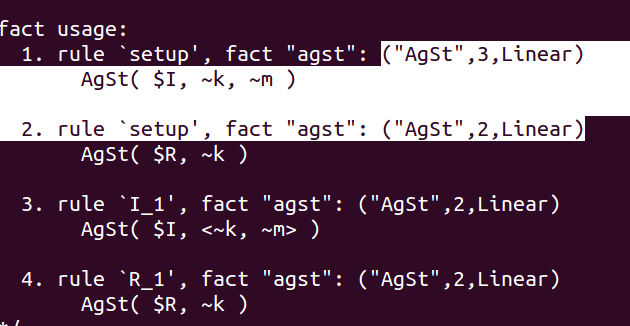 fact usage:
1. rule `setup', fact "agst": ("AgSt",3,Linear)
AgSt( $I, ~k, ~m )
2. rule `setup', fact "agst": ("AgSt",2,Linear)
AgSt( $R, ~k )
3. rule `I_1', fact "agst": ("AgSt",2,Linear)
AgSt( $I, <~k, ~m> )
4. rule `R_1', fact "agst": ("AgSt",2,Linear)
AgSt( $R, ~k )
*/